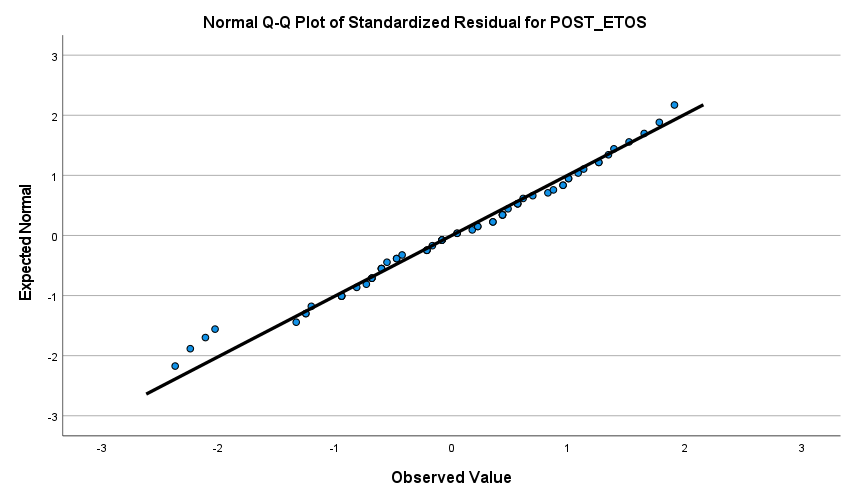 Normal Q-Q Plot of Standardized Residual for POST_ETOS
3
2
1
0
-1
-2
-3
Expected Normal
-3 -2 -1 0 1 2 3
Observed Value